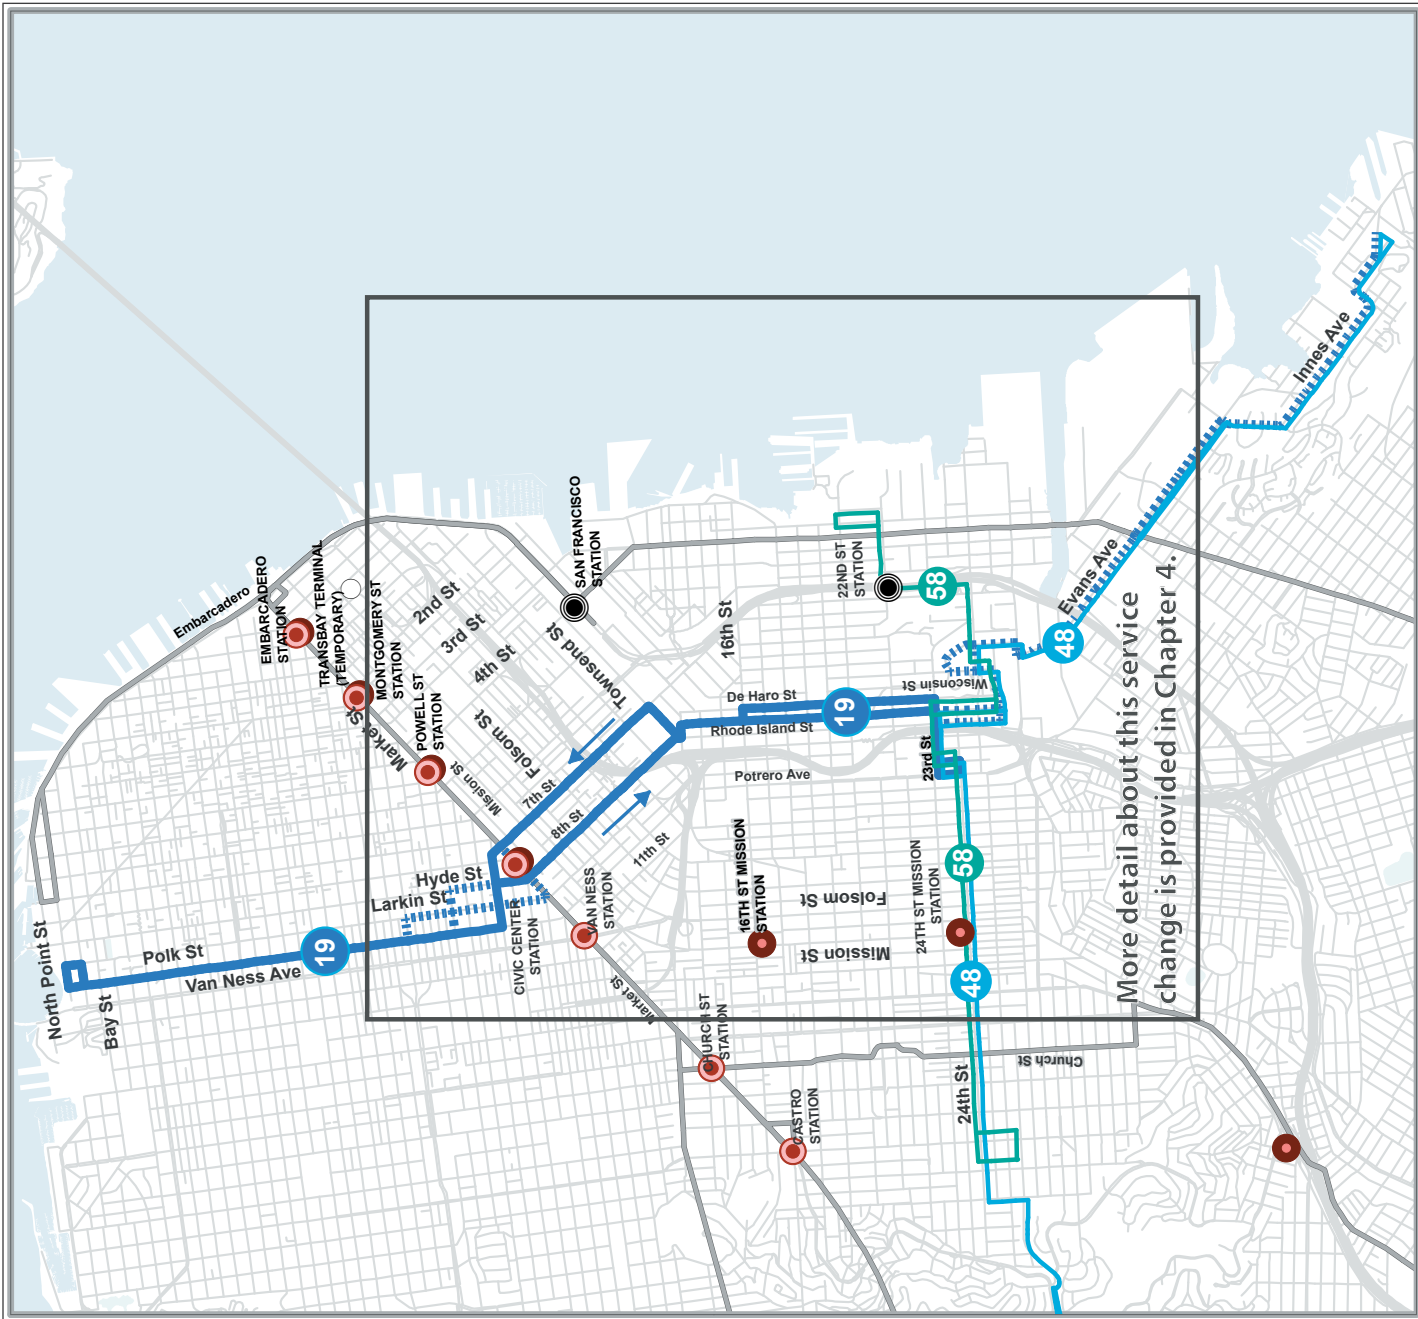 Embarcadero
EMBARCADERO
STATION
TRANSBAY TERMINAL
(TEMPORARY)
MONTGOMERY ST
STATION
POWELL ST
STATION
Market St
Mission St
Folsom St
2nd St
3rd St
4th St
Townsend St
SAN FRANCISCO
STATION
7th St
8th St
11th St
Hyde St
Larkin St
CIVIC CENTER
STATION
VAN NESS
STATION
Polk St
19
Van Ness Ave
North Point St
Bay St
Market St
CHURCH ST
STATION
CASTRO
STATION
16th St
22ND ST
STATION
58
De Haro St
19
Rhode Island St
Wisconsin St
23rd St
Potrero Ave
16TH ST MISSION
STATION
Folsom St
Mission St
24TH ST MISSION
STATION
58
48
24th St
Church St
48
Evans Ave
Innes Ave
More detail about this service
change is provided in Chapter 4.